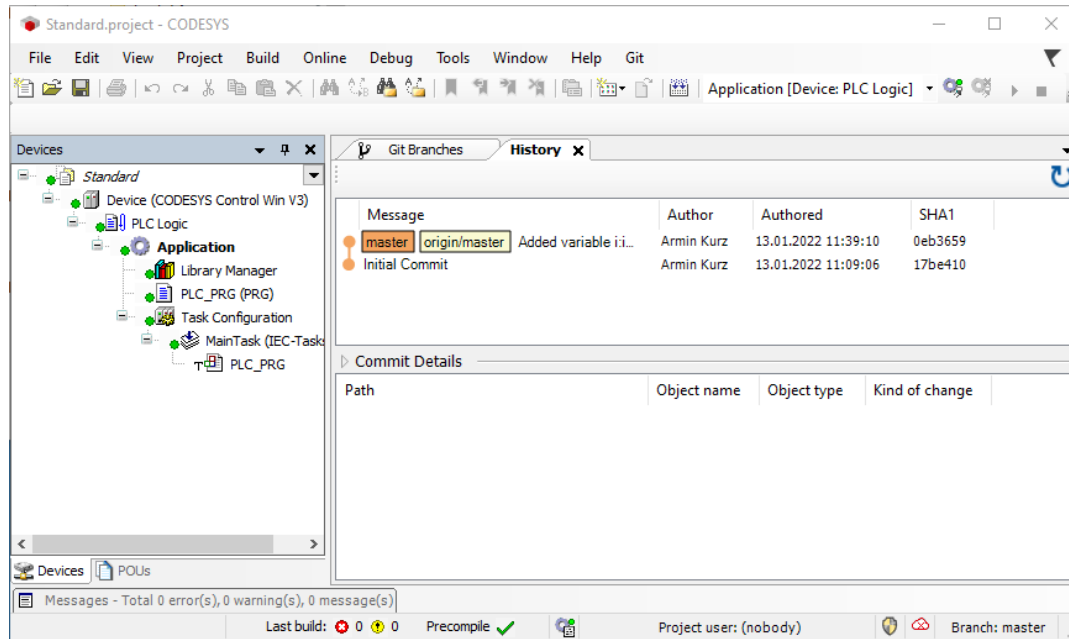 Standard.project - CODESYS
File Edit View Project Build Online Debug Tools Window Help Git
Application [Device: PLC Logic]
Devices
Standard
Device (CODESYS Control Win V3)
PLC Logic
Application
Library Manager
PLC_PRG (PRG)
Task Configuration
MainTask (IEC-Tasks
PLC_PRG
Devices POUs
Git Branches History
Message Author Authored SHA1
master origin/master Added variable i:i... Armin Kurz 13.01.2022 11:39:10 0eb3659
Initial Commit Armin Kurz 13.01.2022 11:09:06 17be410
Commit Details
Path Object name Object type Kind of change
Messages - Total 0 error(s), 0 warning(s), 0 message(s)
Last build: 0 0 Precompile Project user: (nobody) Branch: master